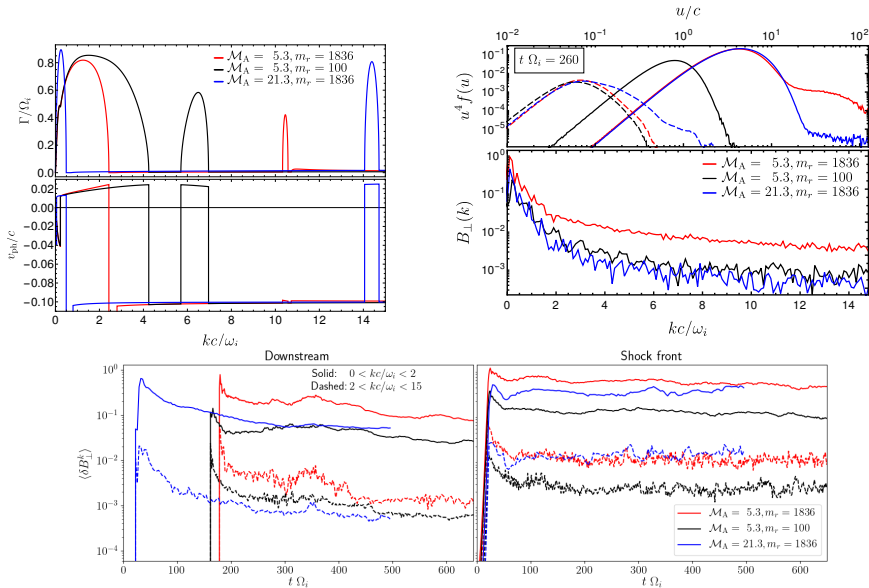 u/c
10^{-2} 10^{-1} 10^{0} 10^{1} 10^{2}
Γ/Ω_i
0.8
0.6
0.4
0.2
0.0
M_A = 5.3, m_r = 1836
M_A = 5.3, m_r = 100
M_A = 21.3, m_r = 1836
v_ph/c
0.02
0.00
−0.02
−0.04
−0.06
−0.08
−0.10
0 2 4 6 8 10 12 14
kc/ω_i
u^4 f(u)
10^{-1}
10^{-2}
10^{-3}
10^{-4}
10^{-5}
t Ω_i = 260
B_⊥(k)
10^{0}
10^{-1}
10^{-2}
10^{-3}
M_A = 5.3, m_r = 1836
M_A = 5.3, m_r = 100
M_A = 21.3, m_r = 1836
0 2 4 6 8 10 12 14
kc/ω_i
Downstream
⟨δB_⊥^k⟩
10^{0}
10^{-1}
10^{-2}
10^{-3}
10^{-4}
Solid: 0 < kc/ω_i < 2
Dashed: 2 < kc/ω_i < 15
0 100 200 300 400 500 600
t Ω_i
Shock front
M_A = 5.3, m_r = 1836
M_A = 5.3, m_r = 100
M_A = 21.3, m_r = 1836
0 100 200 300 400 500 600
t Ω_i